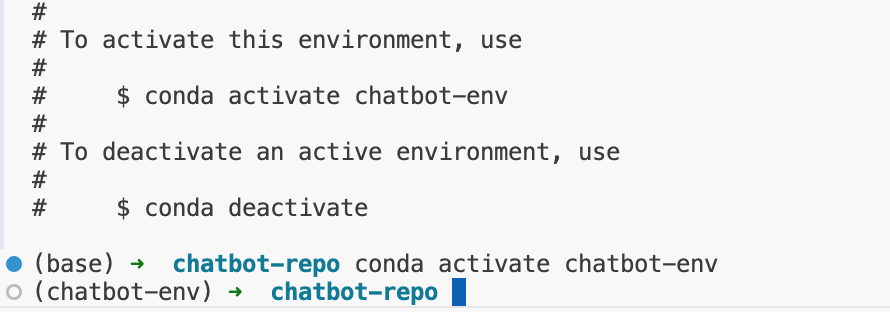 #
# To activate this environment, use
#
#     $ conda activate chatbot-env
#
# To deactivate an active environment, use
#
#     $ conda deactivate
(base) ➜  chatbot-repo conda activate chatbot-env
(chatbot-env) ➜  chatbot-repo